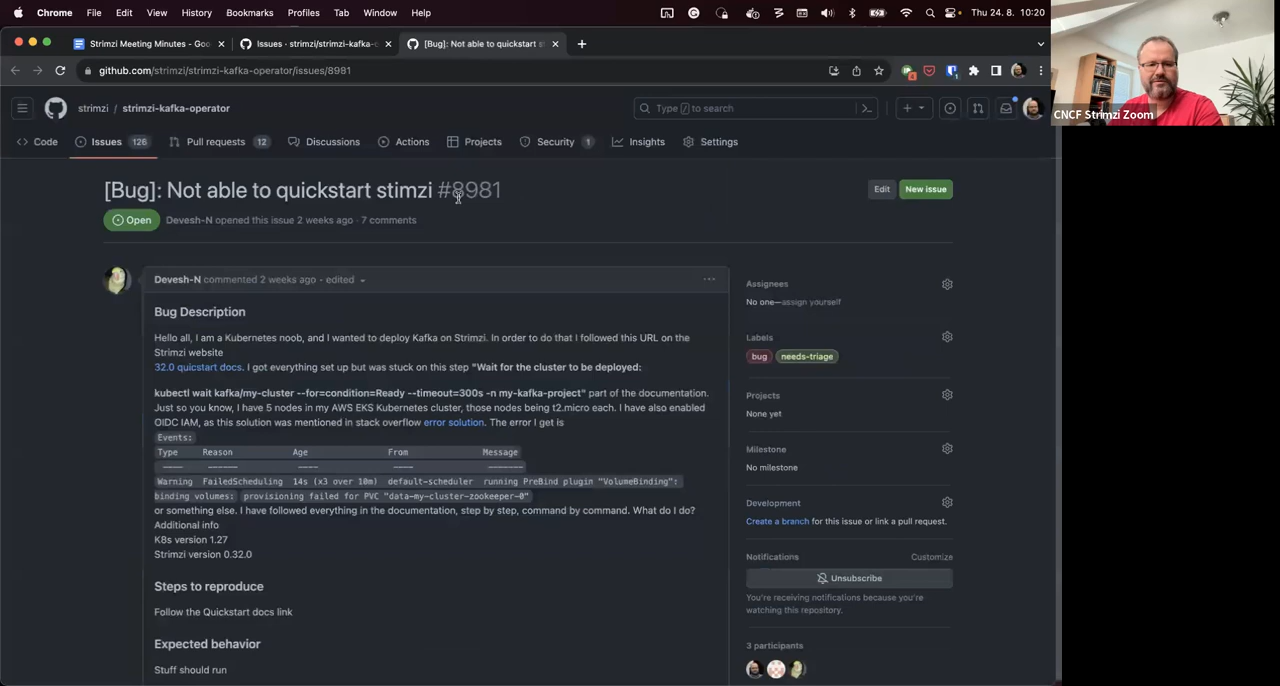 Chrome File Edit View History Bookmarks Profiles Tab Window Help Thu 24. 8. 10:20
Strimzi Meeting Minutes - Goo
Issues · strimzi/strimzi-kafka-o
[Bug]: Not able to quickstart s
github.com/strimzi/strimzi-kafka-operator/issues/8981
CNCF Strimzi Zoom
strimzi / strimzi-kafka-operator
Type / to search
Code Issues 126 Pull requests 12 Discussions Actions Projects Security 1 Insights Settings
[Bug]: Not able to quickstart stimzi #8981
Edit New issue
Open Devesh-N opened this issue 2 weeks ago · 7 comments
Devesh-N commented 2 weeks ago · edited
Bug Description
Hello all, I am a Kubernetes noob, and I wanted to deploy Kafka on Strimzi. In order to do that I followed this URL on the
Strimzi website
32.0 quicstart docs. I got everything set up but was stuck on this step "Wait for the cluster to be deployed:
kubectl wait kafka/my-cluster --for=condition=Ready --timeout=300s -n my-kafka-project" part of the documentation.
Just so you know, I have 5 nodes in my AWS EKS Kubernetes cluster, those nodes being t2.micro each. I have also enabled
OIDC IAM, as this solution was mentioned in stack overflow error solution. The error I get is
Events:
Type Reason Age From Message
---- ------ ---- ---- -------
Warning FailedScheduling 14s (x3 over 10m) default-scheduler running PreBind plugin "VolumeBinding":
binding volumes: provisioning failed for PVC "data-my-cluster-zookeeper-0"
or something else. I have followed everything in the documentation, step by step, command by command. What do I do?
Additional info
K8s version 1.27
Strimzi version 0.32.0
Steps to reproduce
Follow the Quickstart docs link
Expected behavior
Stuff should run
Assignees
No one—assign yourself
Labels
bug needs-triage
Projects
None yet
Milestone
No milestone
Development
Create a branch for this issue or link a pull request.
Notifications Customize
Unsubscribe
You're receiving notifications because you're
watching this repository.
3 participants